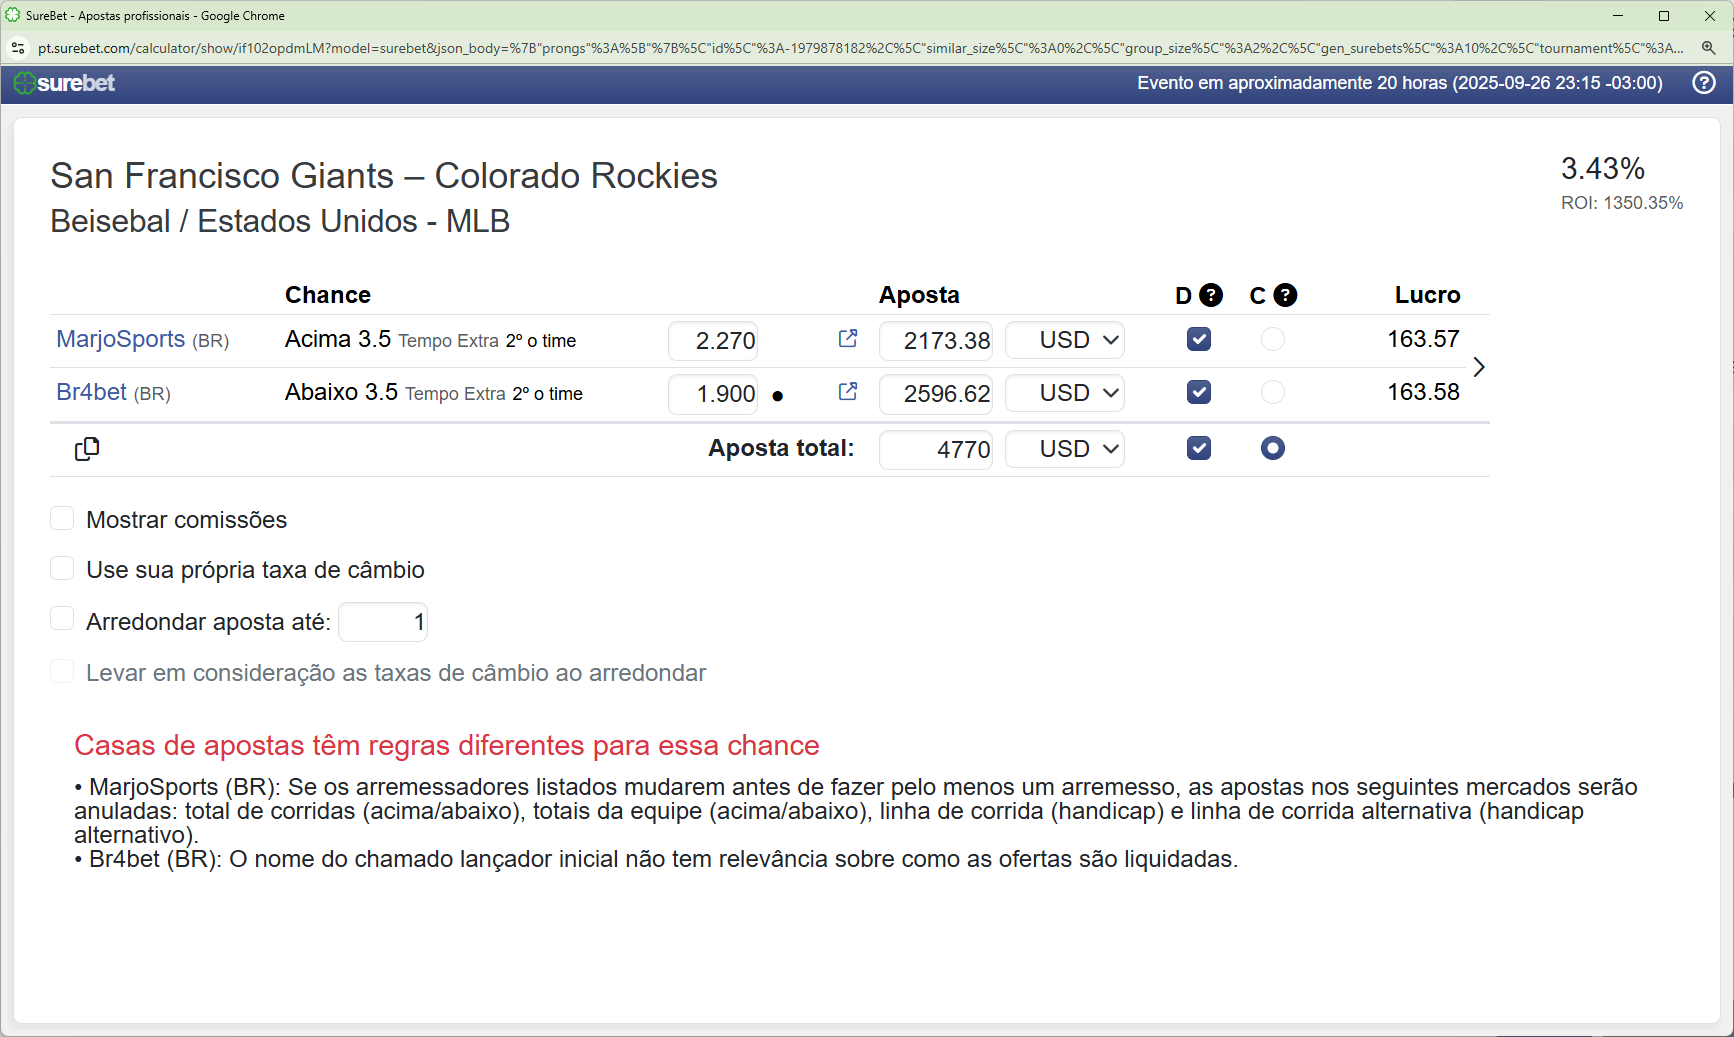 SureBet - Apostas profissionais - Google Chrome
pt.surebet.com/calculator/show/if102opdmLM?model=surebet&json_body=%7B"prongs"%3A%5B"%7B%5C"id%5C"%3A-1979878182%2C%5C"similar_size%5C"%3A0%2C%5C"group_size%5C"%3A2%2C%5C"gen_surebets%5C"%3A10%2C%5C"tournament%5C"%3A...
surebet
Evento em aproximadamente 20 horas (2025-09-26 23:15 -03:00)
San Francisco Giants – Colorado Rockies
3.43%
Beisebal / Estados Unidos - MLB
ROI: 1350.35%
Chance Aposta D C Lucro
MarjoSports (BR) Acima 3.5 Tempo Extra 2º o time 2.270 2173.38 USD 163.57
Br4bet (BR) Abaixo 3.5 Tempo Extra 2º o time 1.900 ● 2596.62 USD 163.58
Aposta total: 4770 USD
Mostrar comissões
Use sua própria taxa de câmbio
Arredondar aposta até: 1
Levar em consideração as taxas de câmbio ao arredondar
Casas de apostas têm regras diferentes para essa chance
• MarjoSports (BR): Se os arremessadores listados mudarem antes de fazer pelo menos um arremesso, as apostas nos seguintes mercados serão
anuladas: total de corridas (acima/abaixo), totais da equipe (acima/abaixo), linha de corrida (handicap) e linha de corrida alternativa (handicap
alternativo).
• Br4bet (BR): O nome do chamado lançador inicial não tem relevância sobre como as ofertas são liquidadas.